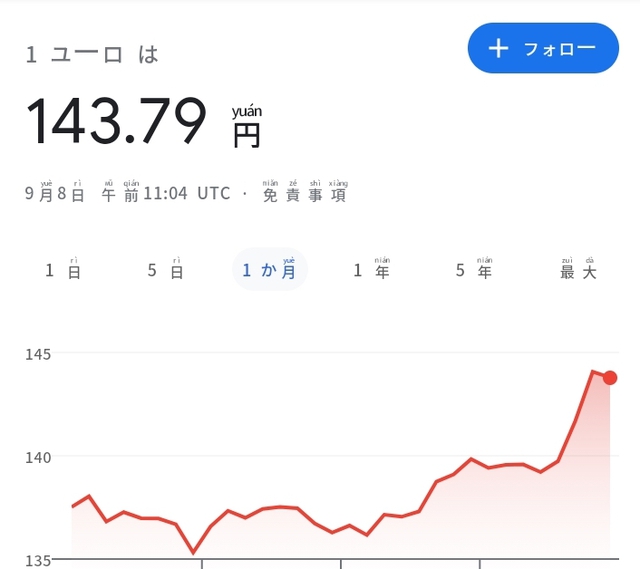 1 ユーロ は
+ フォロー
143.79 円
yuán
9月8日 午前11:04 UTC · 免責事項
yuè rì wǔ qián miǎn zé shì xiàng
1 日 5 日 1 か月 1 年 5 年 最大
rì rì yuè nián nián zuì dà
145
140
135